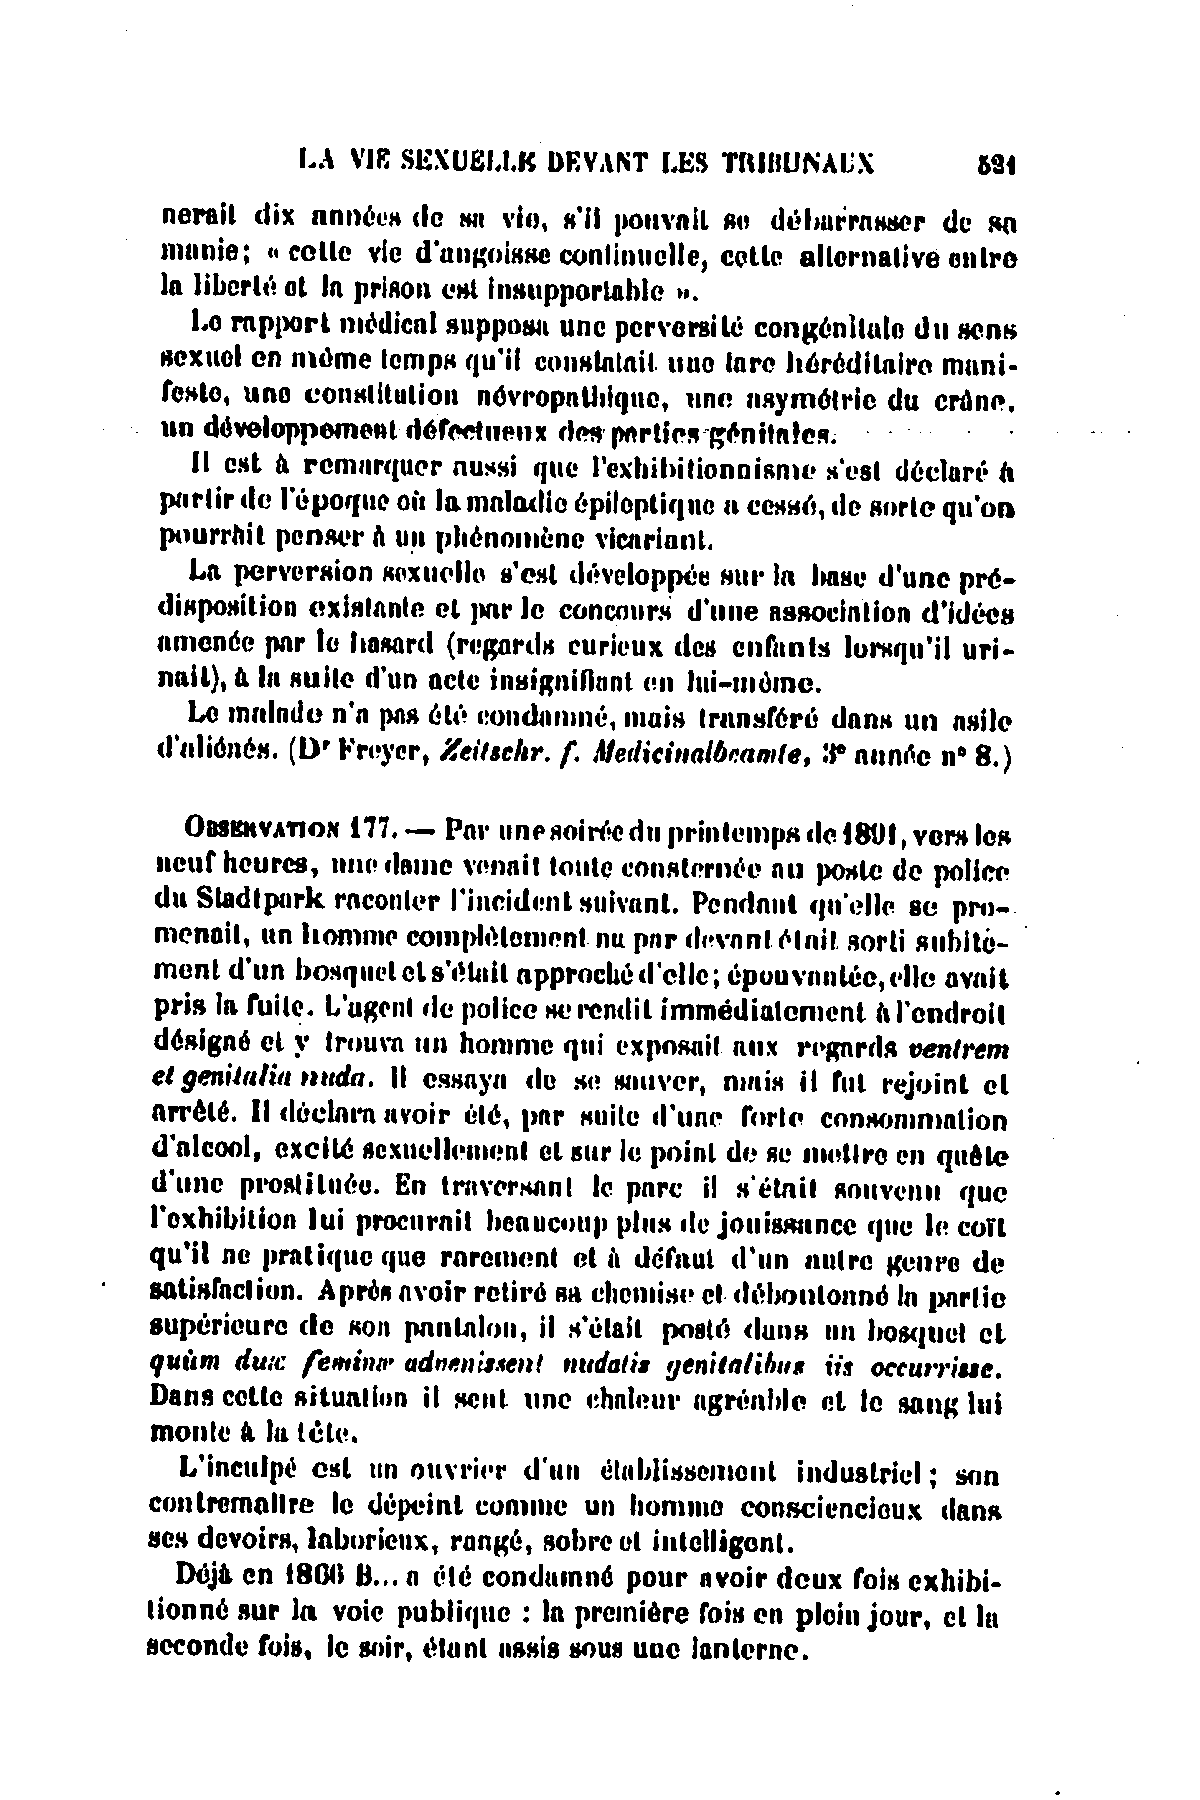 LA VIE SEXUELLE DEVANT LES TRIBUNAUX 521
nerait dix années de sa vie, s'il pouvait se débarrasser de sa
manie; « cette vie d'angoisse continuelle, cette alternative entre
la liberté et la prison est insupportable ».
Le rapport médical supposa une perversité congénitale du sens
sexuel en même temps qu'il constatait une tare héréditaire mani-
feste, une constitution névropathique, une asymétrie du crâne,
un développement défectueux des parties génitales.
Il est à remarquer aussi que l'exhibitionnisme s'est déclaré à
partir de l'époque où la maladie épileptique a cessé, de sorte qu'on
pourrait penser à un phénomène vicariant.
La perversion sexuelle s'est développée sur la base d'une pré-
disposition existante et par le concours d'une association d'idées
amenée par le hasard (regards curieux des enfants lorsqu'il uri-
nait), à la suite d'un acte insignifiant en lui-même.
Le malade n'a pas été condamné, mais transféré dans un asile
d'aliénés. (Dr Freyer, Zeitschr. f. Medicinalbeamte, 3e année n° 8.)
OBSERVATION 177. — Par une soirée du printemps de 1891, vers les
neuf heures, une dame venait toute consternée au poste de police
du Stadtpark raconter l'incident suivant. Pendant qu'elle se pro-
menait, un homme complètement nu par devant était sorti subite-
ment d'un bosquet et s'était approché d'elle; épouvantée, elle avait
pris la fuite. L'agent de police se rendit immédiatement à l'endroit
désigné et y trouva un homme qui exposait aux regards ventrem
et genitalia nuda. Il essaya de se sauver, mais il fut rejoint et
arrêté. Il déclara avoir été, par suite d'une forte consommation
d'alcool, excité sexuellement et sur le point de se mettre en quête
d'une prostituée. En traversant le parc il s'était souvenu que
l'exhibition lui procurait beaucoup plus de jouissance que le coït
qu'il ne pratique que rarement et à défaut d'un autre genre de
satisfaction. Après avoir retiré sa chemise et déboutonné la partie
supérieure de son pantalon, il s'était posté dans un bosquet et
quùm duæ feminæ advenissent nudatis genitalibus iis occurrisse.
Dans cette situation il sent une chaleur agréable et le sang lui
monte à la tête.
L'inculpé est un ouvrier d'un établissement industriel; son
contremaître le dépeint comme un homme consciencieux dans
ses devoirs, laborieux, rangé, sobre et intelligent.
Déjà en 1886 B... a été condamné pour avoir deux fois exhibi-
tionné sur la voie publique : la première fois en plein jour, et la
seconde fois, le soir, étant assis sous une lanterne.